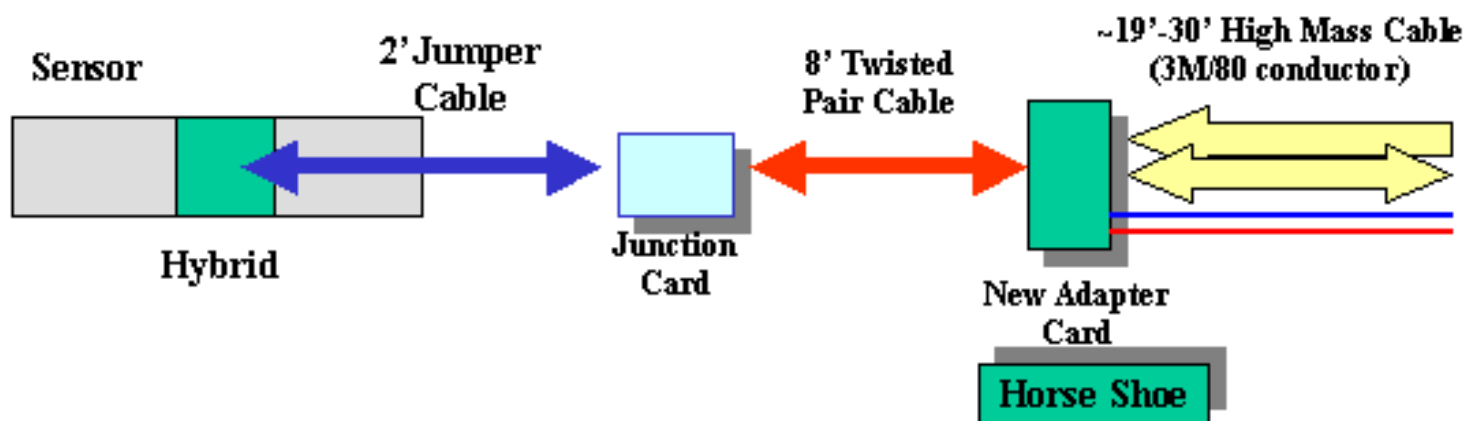 Sensor
2' Jumper
Cable
8' Twisted
Pair Cable
~19'-30' High Mass Cable
(3M/80 conductor)
Hybrid
Junction
Card
New Adapter
Card
Horse Shoe